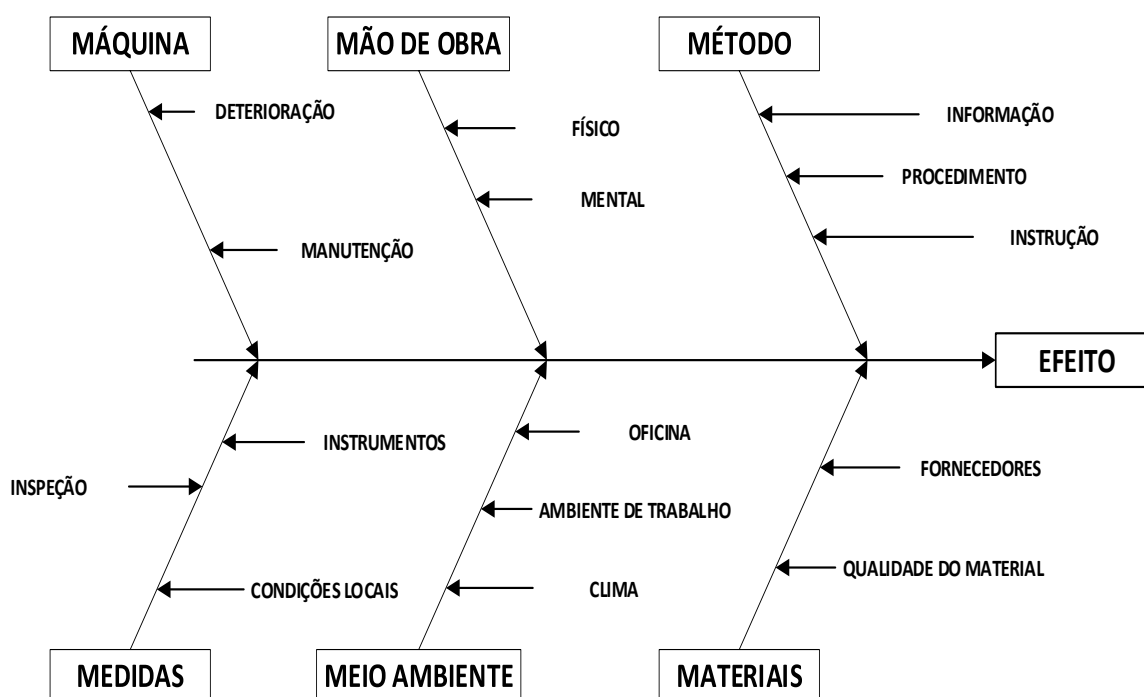 MÁQUINA
MÃO DE OBRA
MÉTODO
DETERIORAÇÃO
MANUTENÇÃO
FÍSICO
MENTAL
INFORMAÇÃO
PROCEDIMENTO
INSTRUÇÃO
EFEITO
INSTRUMENTOS
INSPEÇÃO
CONDIÇÕES LOCAIS
OFICINA
AMBIENTE DE TRABALHO
CLIMA
FORNECEDORES
QUALIDADE DO MATERIAL
MEDIDAS
MEIO AMBIENTE
MATERIAIS